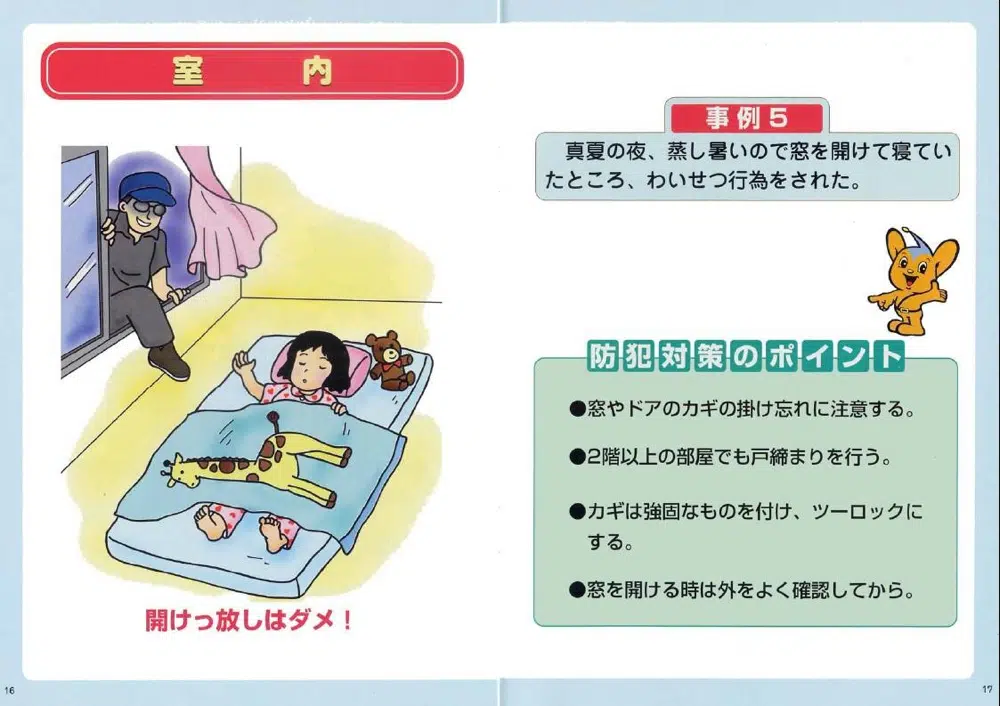 室内
開けっ放しはダメ！
16
事例5
真夏の夜、蒸し暑いので窓を開けて寝てい
たところ、わいせつ行為をされた。
防犯対策のポイント
●窓やドアのカギの掛け忘れに注意する。
●2階以上の部屋でも戸締まりを行う。
●カギは強固なものを付け、ツーロックに
する。
●窓を開ける時は外をよく確認してから。
17